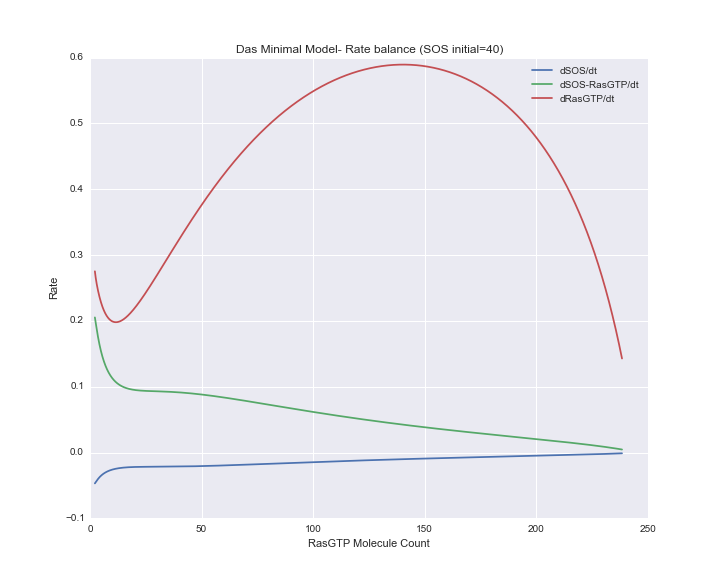 Das Minimal Model- Rate balance (SOS initial=40)
0.6
0.5
0.4
0.3
0.2
0.1
0.0
−0.1
Rate
dSOS/dt
dSOS-RasGTP/dt
dRasGTP/dt
0 50 100 150 200 250
RasGTP Molecule Count